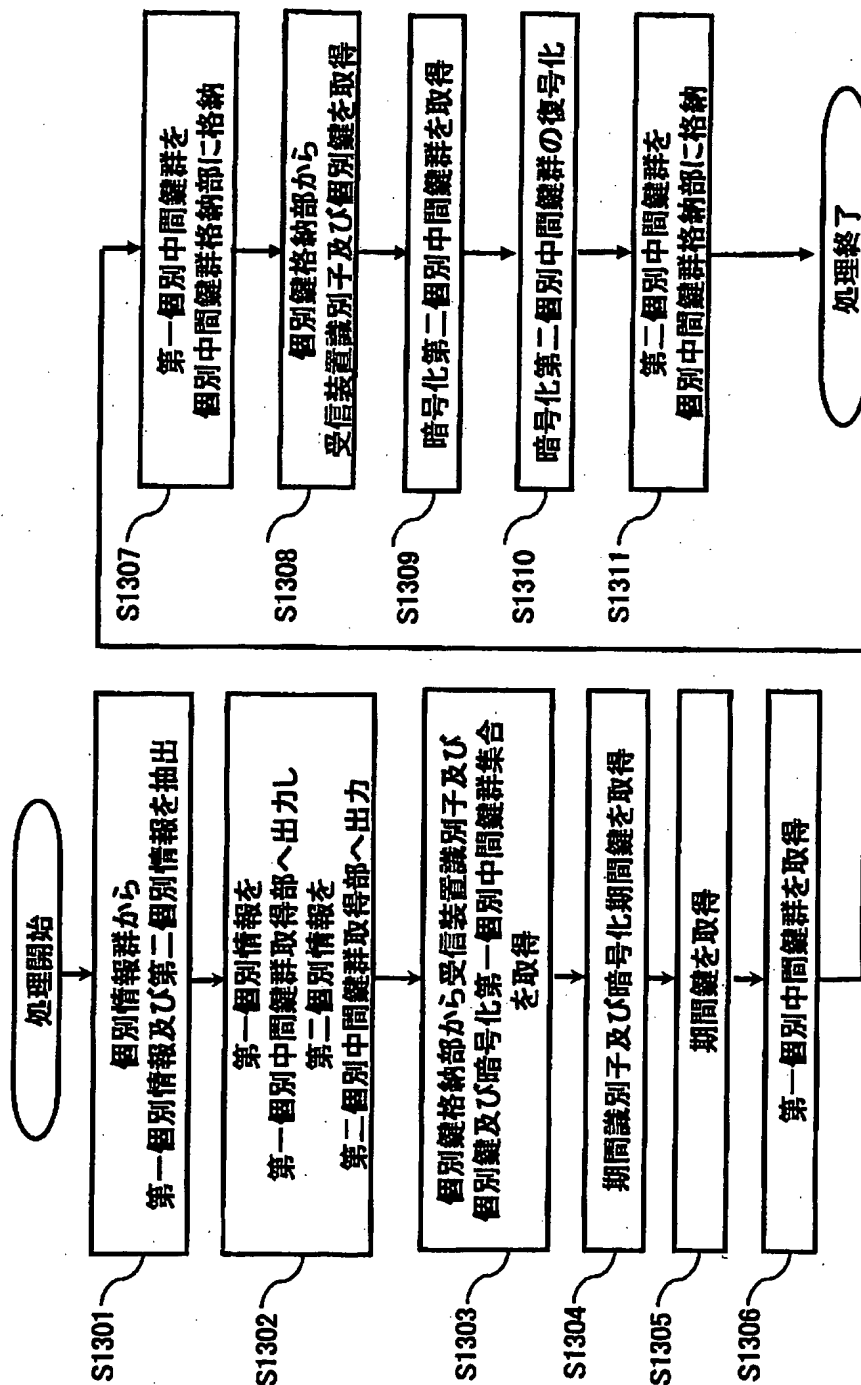 処理開始
S1301
個別情報群から
第一個別情報及び第二個別情報を抽出
S1302
第一個別情報を
第一個別中間鍵群取得部へ出力し
第二個別情報を
第二個別中間鍵群取得部へ出力
S1303
個別鍵格納部から受信装置識別子及び
個別鍵及び暗号化第一個別中間鍵群集合
を取得
S1304
期間識別子及び暗号化期間鍵を取得
S1305
期間鍵を取得
S1306
第一個別中間鍵群を取得
S1307
第一個別中間鍵群を
個別中間鍵群格納部に格納
S1308
個別鍵格納部から
受信装置識別子及び個別鍵を取得
S1309
暗号化第二個別中間鍵群を取得
S1310
暗号化第二個別中間鍵群の復号化
S1311
第二個別中間鍵群を
個別中間鍵群格納部に格納
処理終了